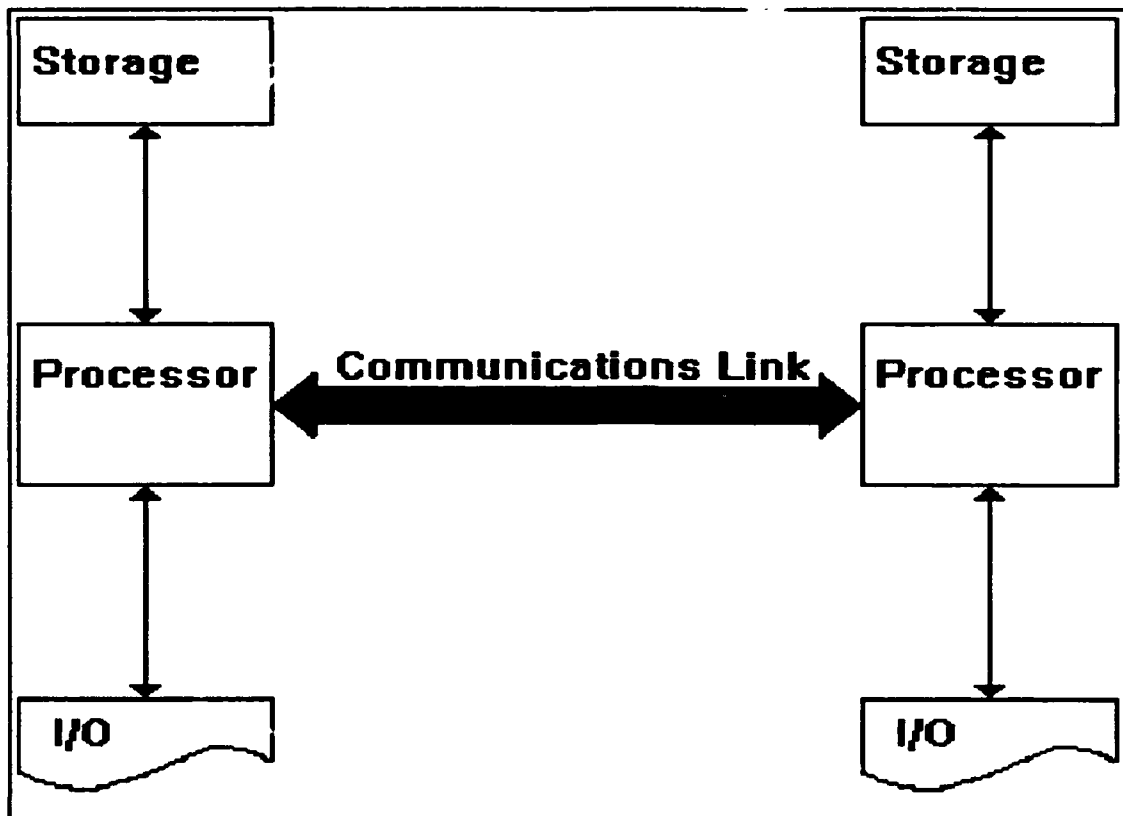 Storage
Storage
Processor
Communications Link
Processor
I/O
I/O